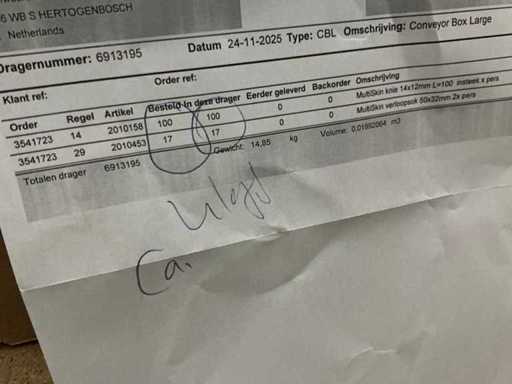 6 WB S HERTOGENBOSCH
Netherlands
Dragernummer: 6913195 Datum 24-11-2025 Type: CBL Omschrijving: Conveyor Box Large
Klant ref: Order ref:
Order Regel Artikel Besteld In deze drager Eerder geleverd Backorder Omschrijving
3541723 14 2010158 100 100 0 0 MultiSkin knie 14x12mm L=100 insteek x pers
3541723 29 2010453 17 17 0 0 MultiSkin verloopsok 50x32mm 2x pers
Totalen drager 6913195 Gewicht: 14,85 kg Volume: 0,01992064 m3
Ca.